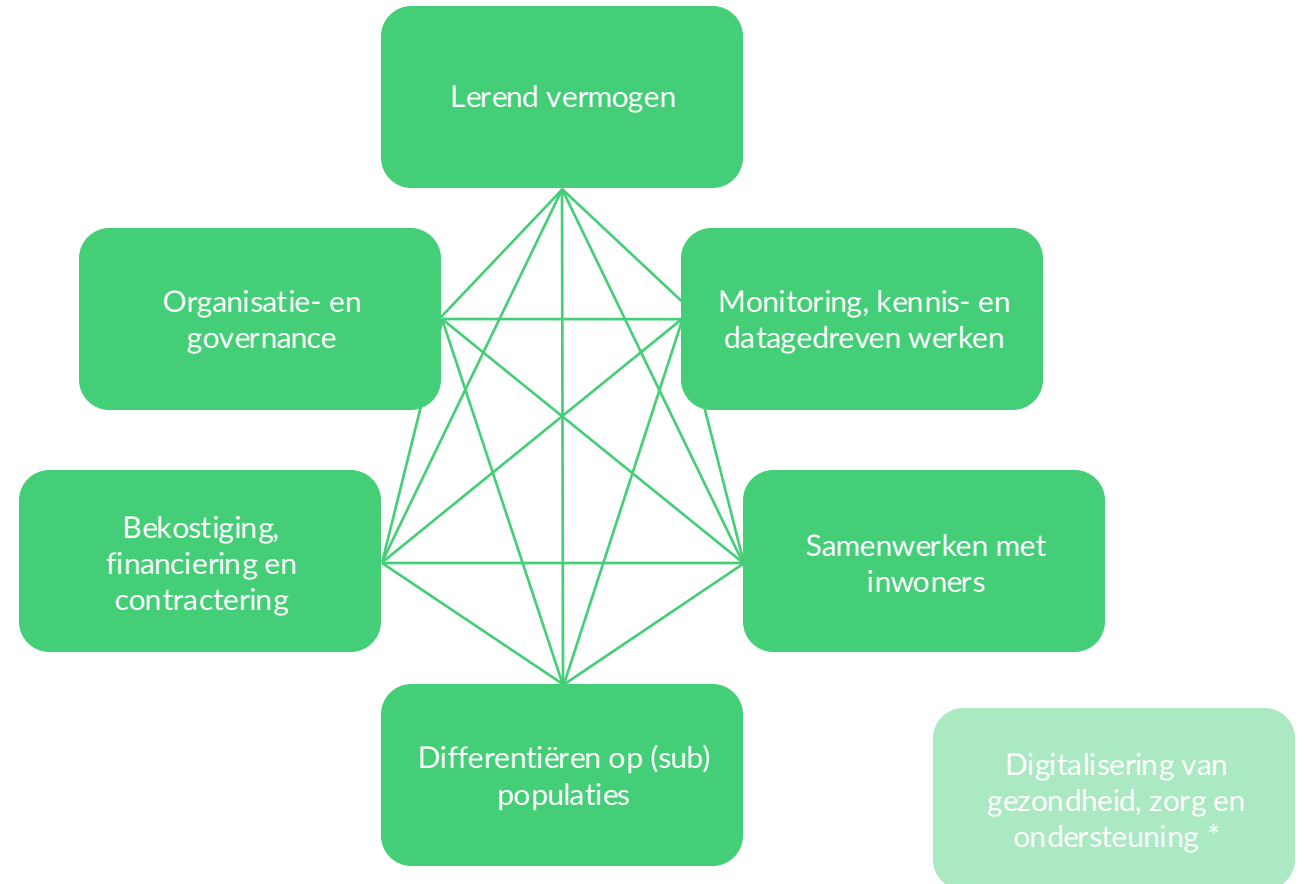 Lerend vermogen
Organisatie- en
governance
Monitoring, kennis- en
datagedreven werken
Bekostiging,
financiering en
contractering
Samenwerken met
inwoners
Differentiëren op (sub)
populaties
Digitalisering van
gezondheid, zorg en
ondersteuning *